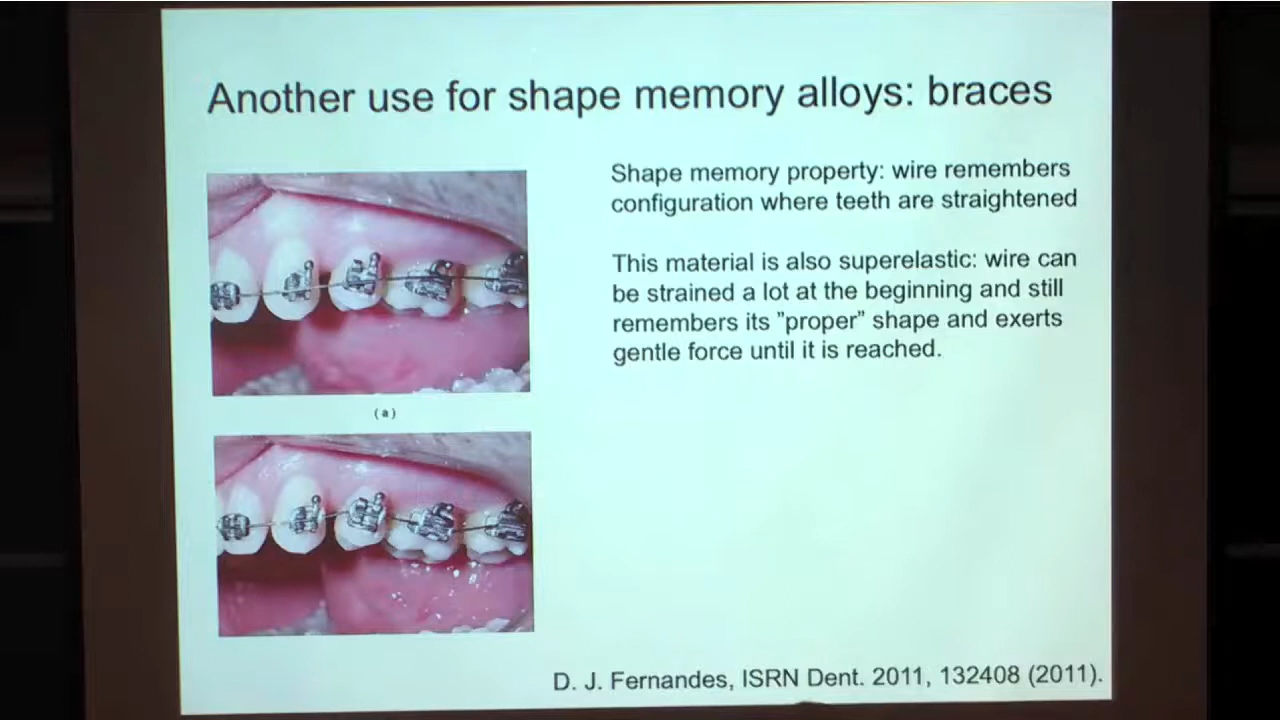 Another use for shape memory alloys: braces
Shape memory property: wire remembers
configuration where teeth are straightened
This material is also superelastic: wire can
be strained a lot at the beginning and still
remembers its ”proper” shape and exerts
gentle force until it is reached.
(a)
D. J. Fernandes, ISRN Dent. 2011, 132408 (2011).